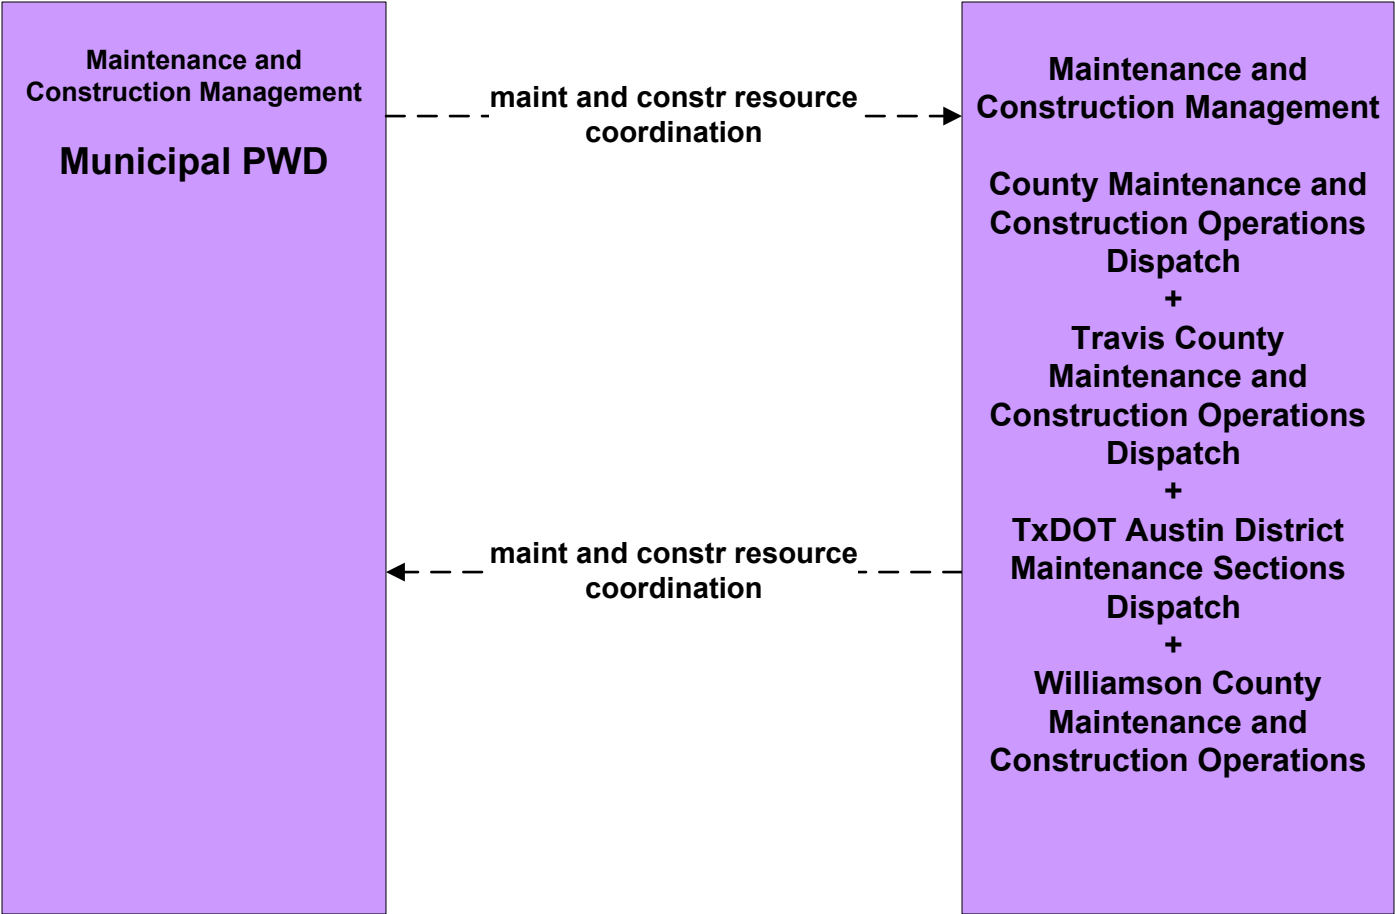 Maintenance and
Construction Management
Municipal PWD
maint and constr resource
coordination
maint and constr resource
coordination
Maintenance and
Construction Management
County Maintenance and
Construction Operations
Dispatch
+
Travis County
Maintenance and
Construction Operations
Dispatch
+
TxDOT Austin District
Maintenance Sections
Dispatch
+
Williamson County
Maintenance and
Construction Operations